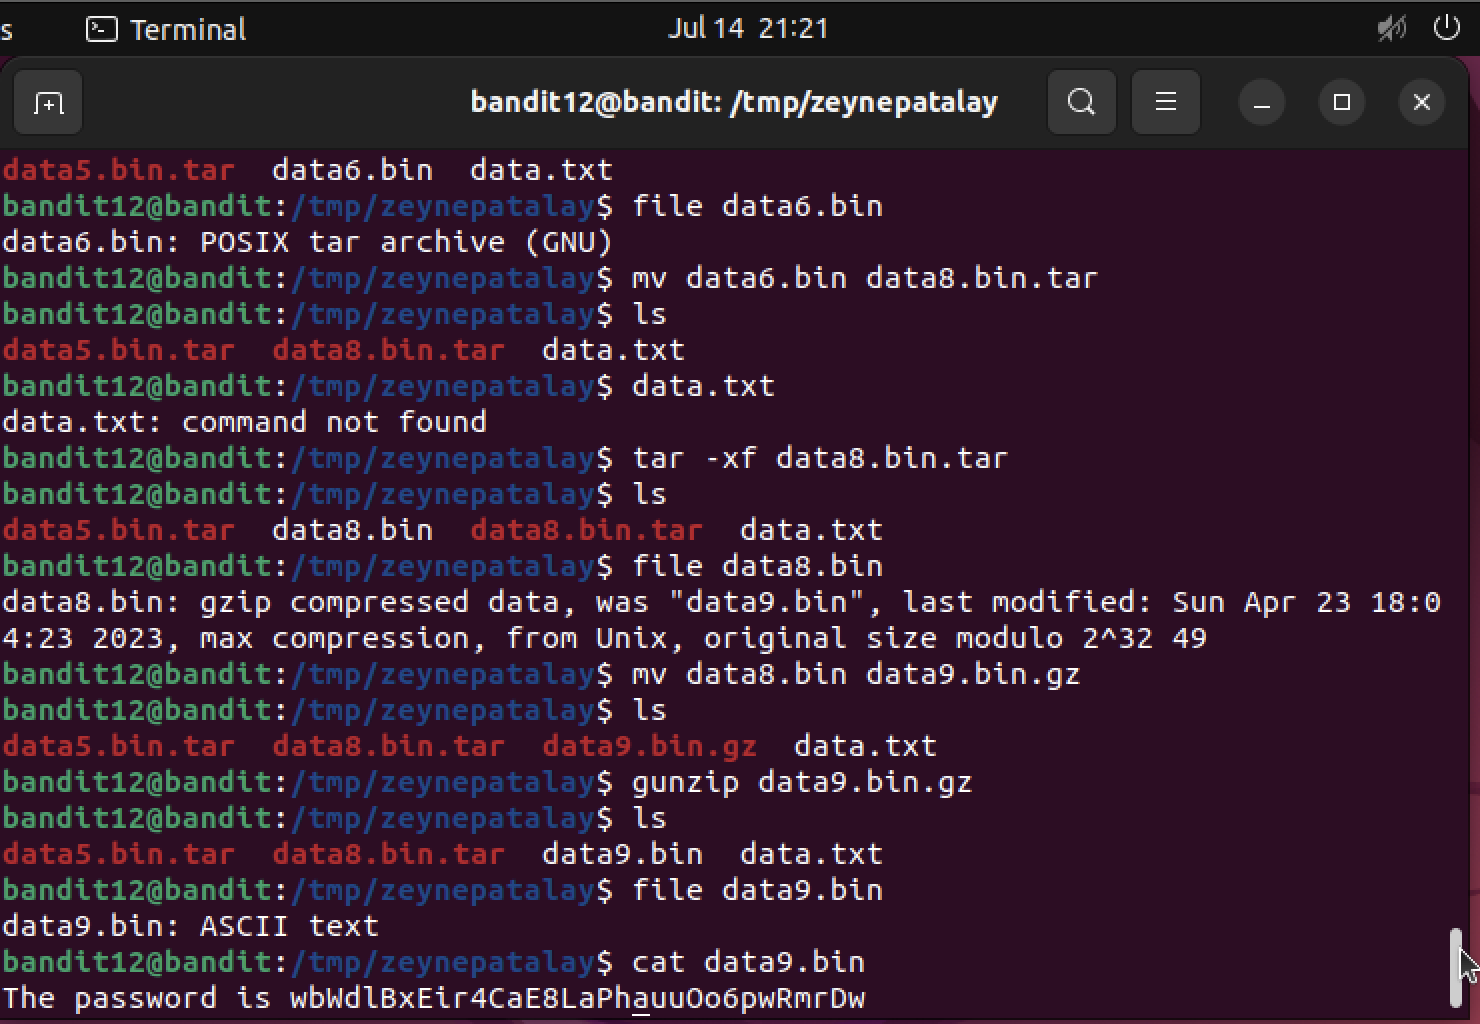 s Terminal Jul 14 21:21
bandit12@bandit: /tmp/zeynepatalay
data5.bin.tar data6.bin data.txt
bandit12@bandit:/tmp/zeynepatalay$ file data6.bin
data6.bin: POSIX tar archive (GNU)
bandit12@bandit:/tmp/zeynepatalay$ mv data6.bin data8.bin.tar
bandit12@bandit:/tmp/zeynepatalay$ ls
data5.bin.tar data8.bin.tar data.txt
bandit12@bandit:/tmp/zeynepatalay$ data.txt
data.txt: command not found
bandit12@bandit:/tmp/zeynepatalay$ tar -xf data8.bin.tar
bandit12@bandit:/tmp/zeynepatalay$ ls
data5.bin.tar data8.bin data8.bin.tar data.txt
bandit12@bandit:/tmp/zeynepatalay$ file data8.bin
data8.bin: gzip compressed data, was "data9.bin", last modified: Sun Apr 23 18:0
4:23 2023, max compression, from Unix, original size modulo 2^32 49
bandit12@bandit:/tmp/zeynepatalay$ mv data8.bin data9.bin.gz
bandit12@bandit:/tmp/zeynepatalay$ ls
data5.bin.tar data8.bin.tar data9.bin.gz data.txt
bandit12@bandit:/tmp/zeynepatalay$ gunzip data9.bin.gz
bandit12@bandit:/tmp/zeynepatalay$ ls
data5.bin.tar data8.bin.tar data9.bin data.txt
bandit12@bandit:/tmp/zeynepatalay$ file data9.bin
data9.bin: ASCII text
bandit12@bandit:/tmp/zeynepatalay$ cat data9.bin
The password is wbWdlBxEir4CaE8LaPhauuOo6pwRmrDw